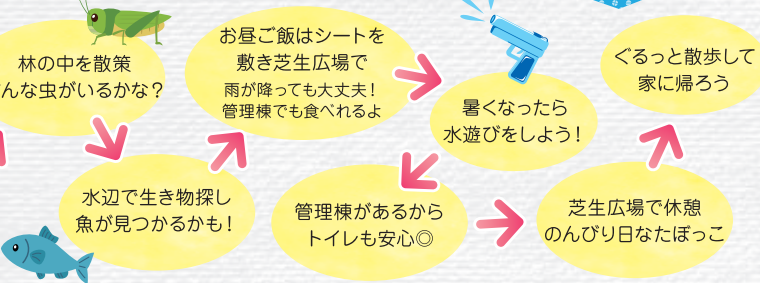 林の中を散策
んな虫がいるかな？
水辺で生き物探し
魚が見つかるかも！
お昼ご飯はシートを
敷き芝生広場で
雨が降っても大丈夫！
管理棟でも食べれるよ
暑くなったら
水遊びをしよう！
管理棟があるから
トイレも安心◎
芝生広場で休憩
のんびり日なたぼっこ
ぐるっと散歩して
家に帰ろう